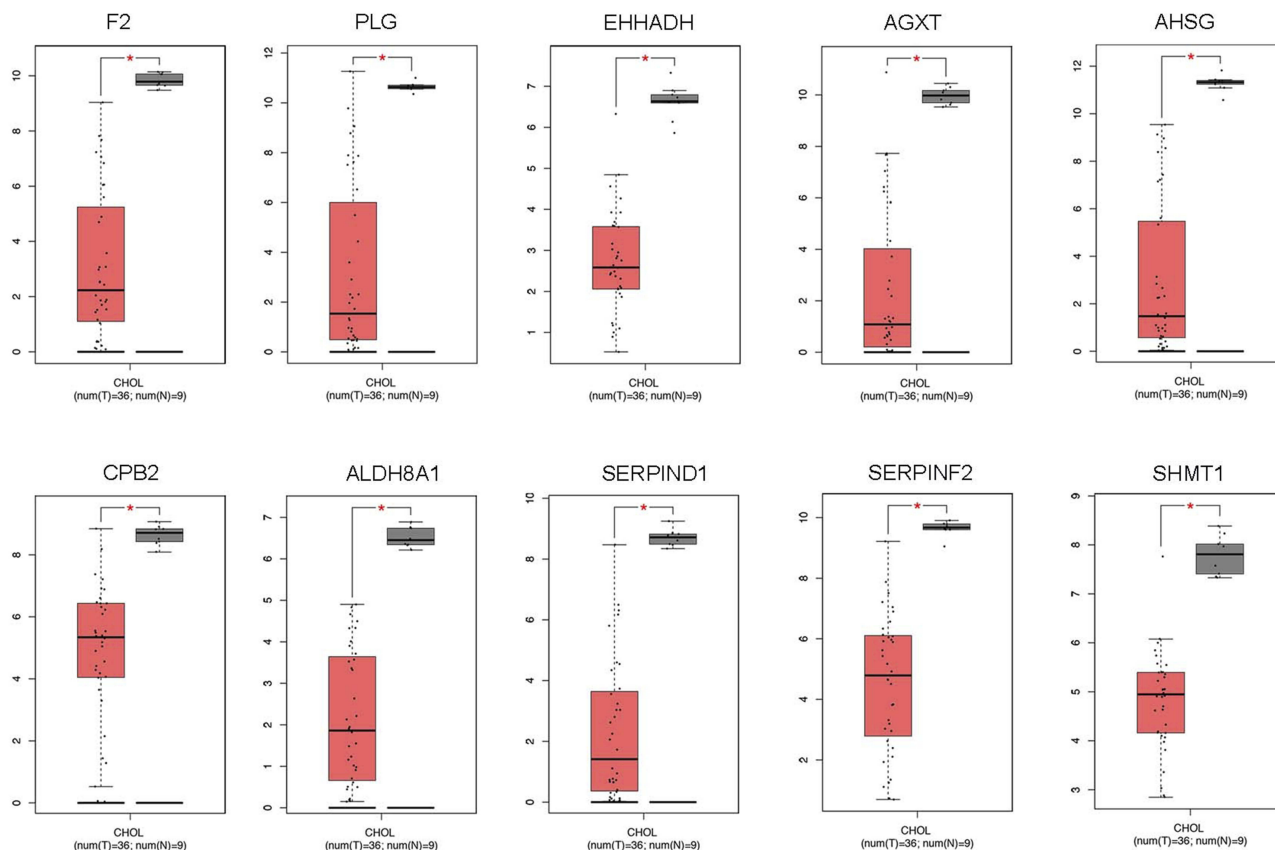 F2
PLG
EHHADH
AGXT
AHSG
*
*
*
*
*
10
8
6
4
2
0
12
10
8
6
4
2
0
7
6
5
4
3
2
1
10
8
6
4
2
0
12
10
8
6
4
2
0
CHOL
(num(T)=36; num(N)=9)
CHOL
(num(T)=36; num(N)=9)
CHOL
(num(T)=36; num(N)=9)
CHOL
(num(T)=36; num(N)=9)
CHOL
(num(T)=36; num(N)=9)
CPB2
ALDH8A1
SERPIND1
SERPINF2
SHMT1
*
*
*
*
*
8
6
4
2
0
7
6
5
4
3
2
1
0
10
8
6
4
2
0
10
8
6
4
2
9
8
7
6
5
4
3
CHOL
(num(T)=36; num(N)=9)
CHOL
(num(T)=36; num(N)=9)
CHOL
(num(T)=36; num(N)=9)
CHOL
(num(T)=36; num(N)=9)
CHOL
(num(T)=36; num(N)=9)